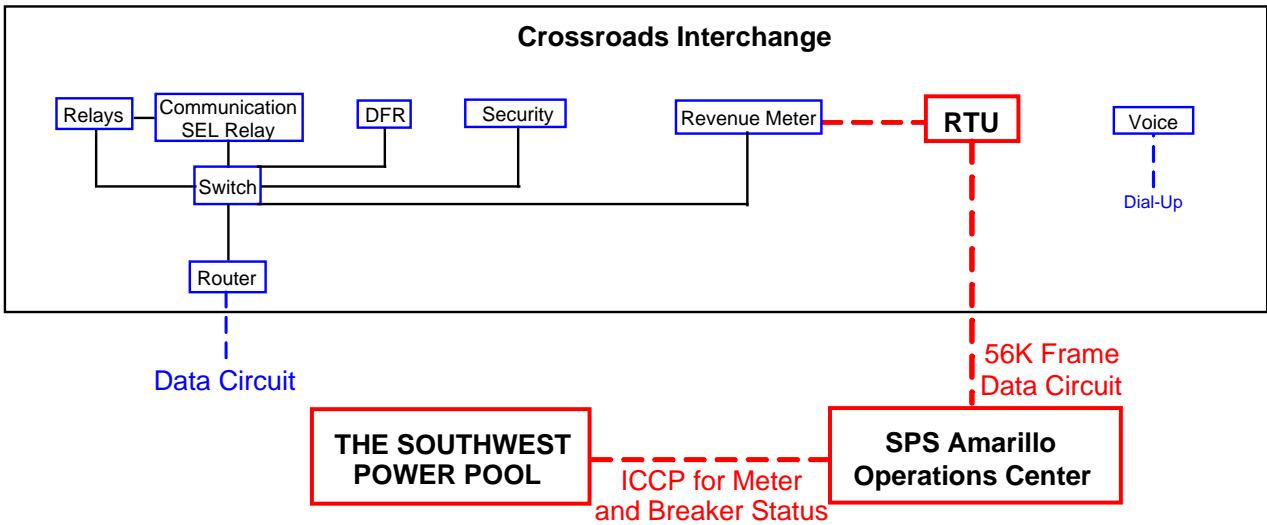 Crossroads Interchange
Relays
Communication
SEL Relay
DFR
Security
Revenue Meter
RTU
Voice
Switch
Dial-Up
Router
Data Circuit
56K Frame
Data Circuit
THE SOUTHWEST
POWER POOL
ICCP for Meter
and Breaker Status
SPS Amarillo
Operations Center